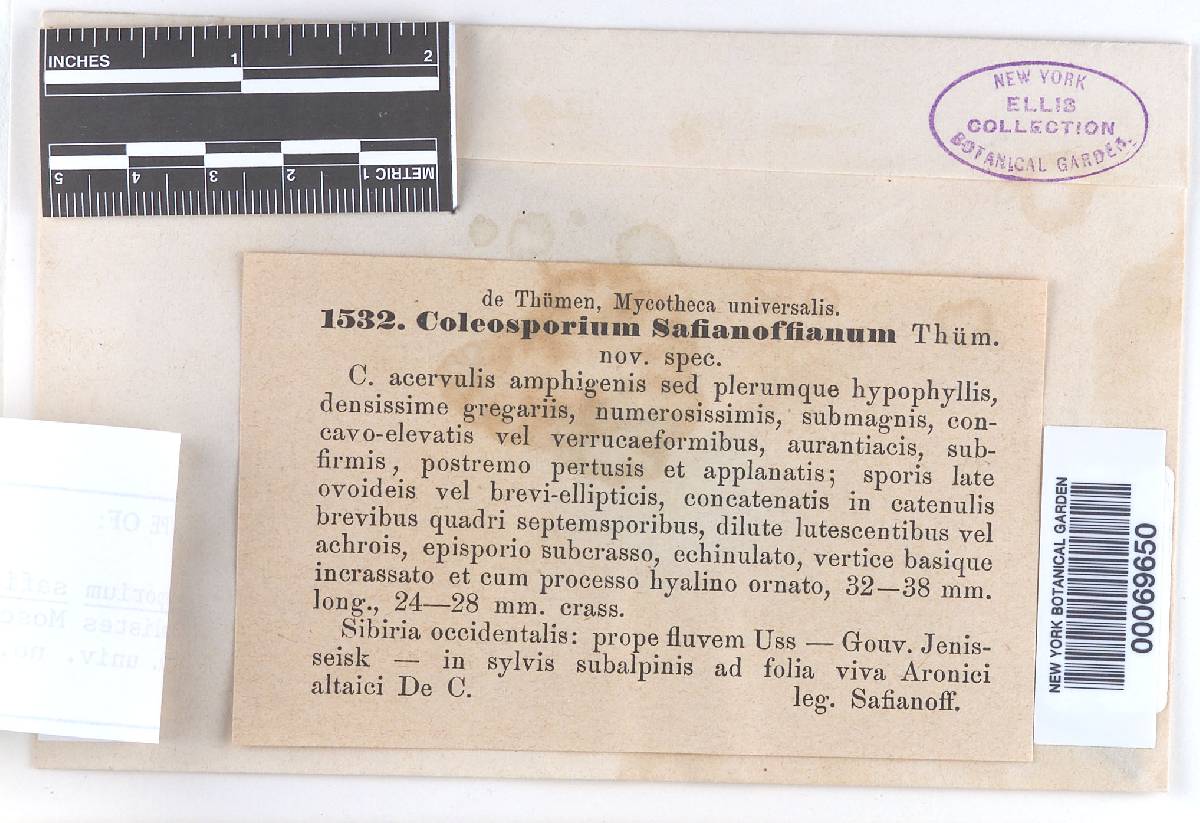 INCHES 1 2
METRIC 1 2 3 4 5
NEW YORK
ELLIS
COLLECTION
BOTANICAL GARDEN.
de Thümen, Mycotheca universalis.
1532. Coleosporium Safianoffianum Thüm.
nov. spec.
C. acervulis amphigenis sed plerumque hypophyllis,
densissime gregariis, numerosissimis, submagnis, con-
cavo-elevatis vel verrucaeformibus, aurantiacis, sub-
firmis, postremo pertusis et applanatis; sporis late
ovoideis vel brevi-ellipticis, concatenatis in catenulis
brevibus quadri septemsporibus, dilute lutescentibus vel
achrois, episporio subcrasso, echinulato, vertice basique
incrassato et cum processo hyalino ornato, 32—38 mm.
long., 24—28 mm. crass.
Sibiria occidentalis: prope fluvem Uss — Gouv. Jenis-
seisk — in sylvis subalpinis ad folia viva Aronici
altaici De C. leg. Safianoff.
NEW YORK BOTANICAL GARDEN
00069650
OF:
univ. no.